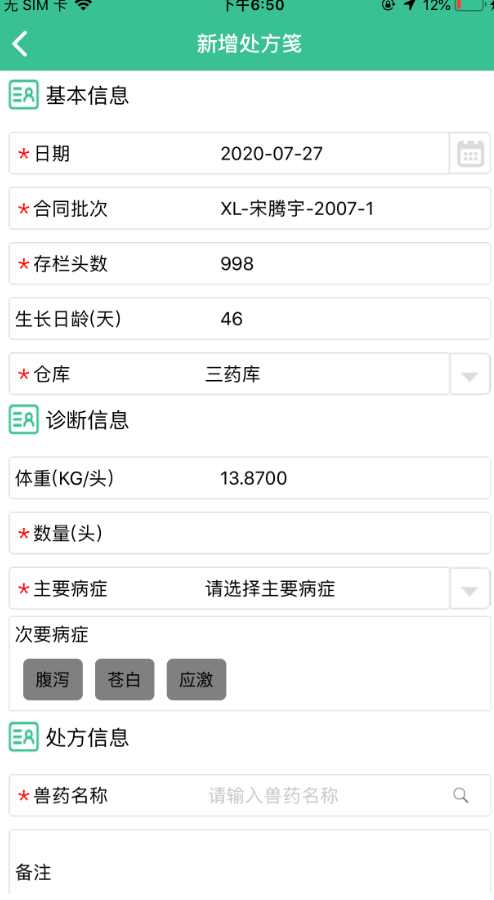 无 SIM 卡 下午6:50 12%
新增处方笺
基本信息
*日期 2020-07-27
*合同批次 XL-宋腾宇-2007-1
*存栏头数 998
生长日龄(天) 46
*仓库 三药库
诊断信息
体重(KG/头) 13.8700
*数量(头)
*主要病症 请选择主要病症
次要病症
腹泻 苍白 应激
处方信息
*兽药名称 请输入兽药名称
备注